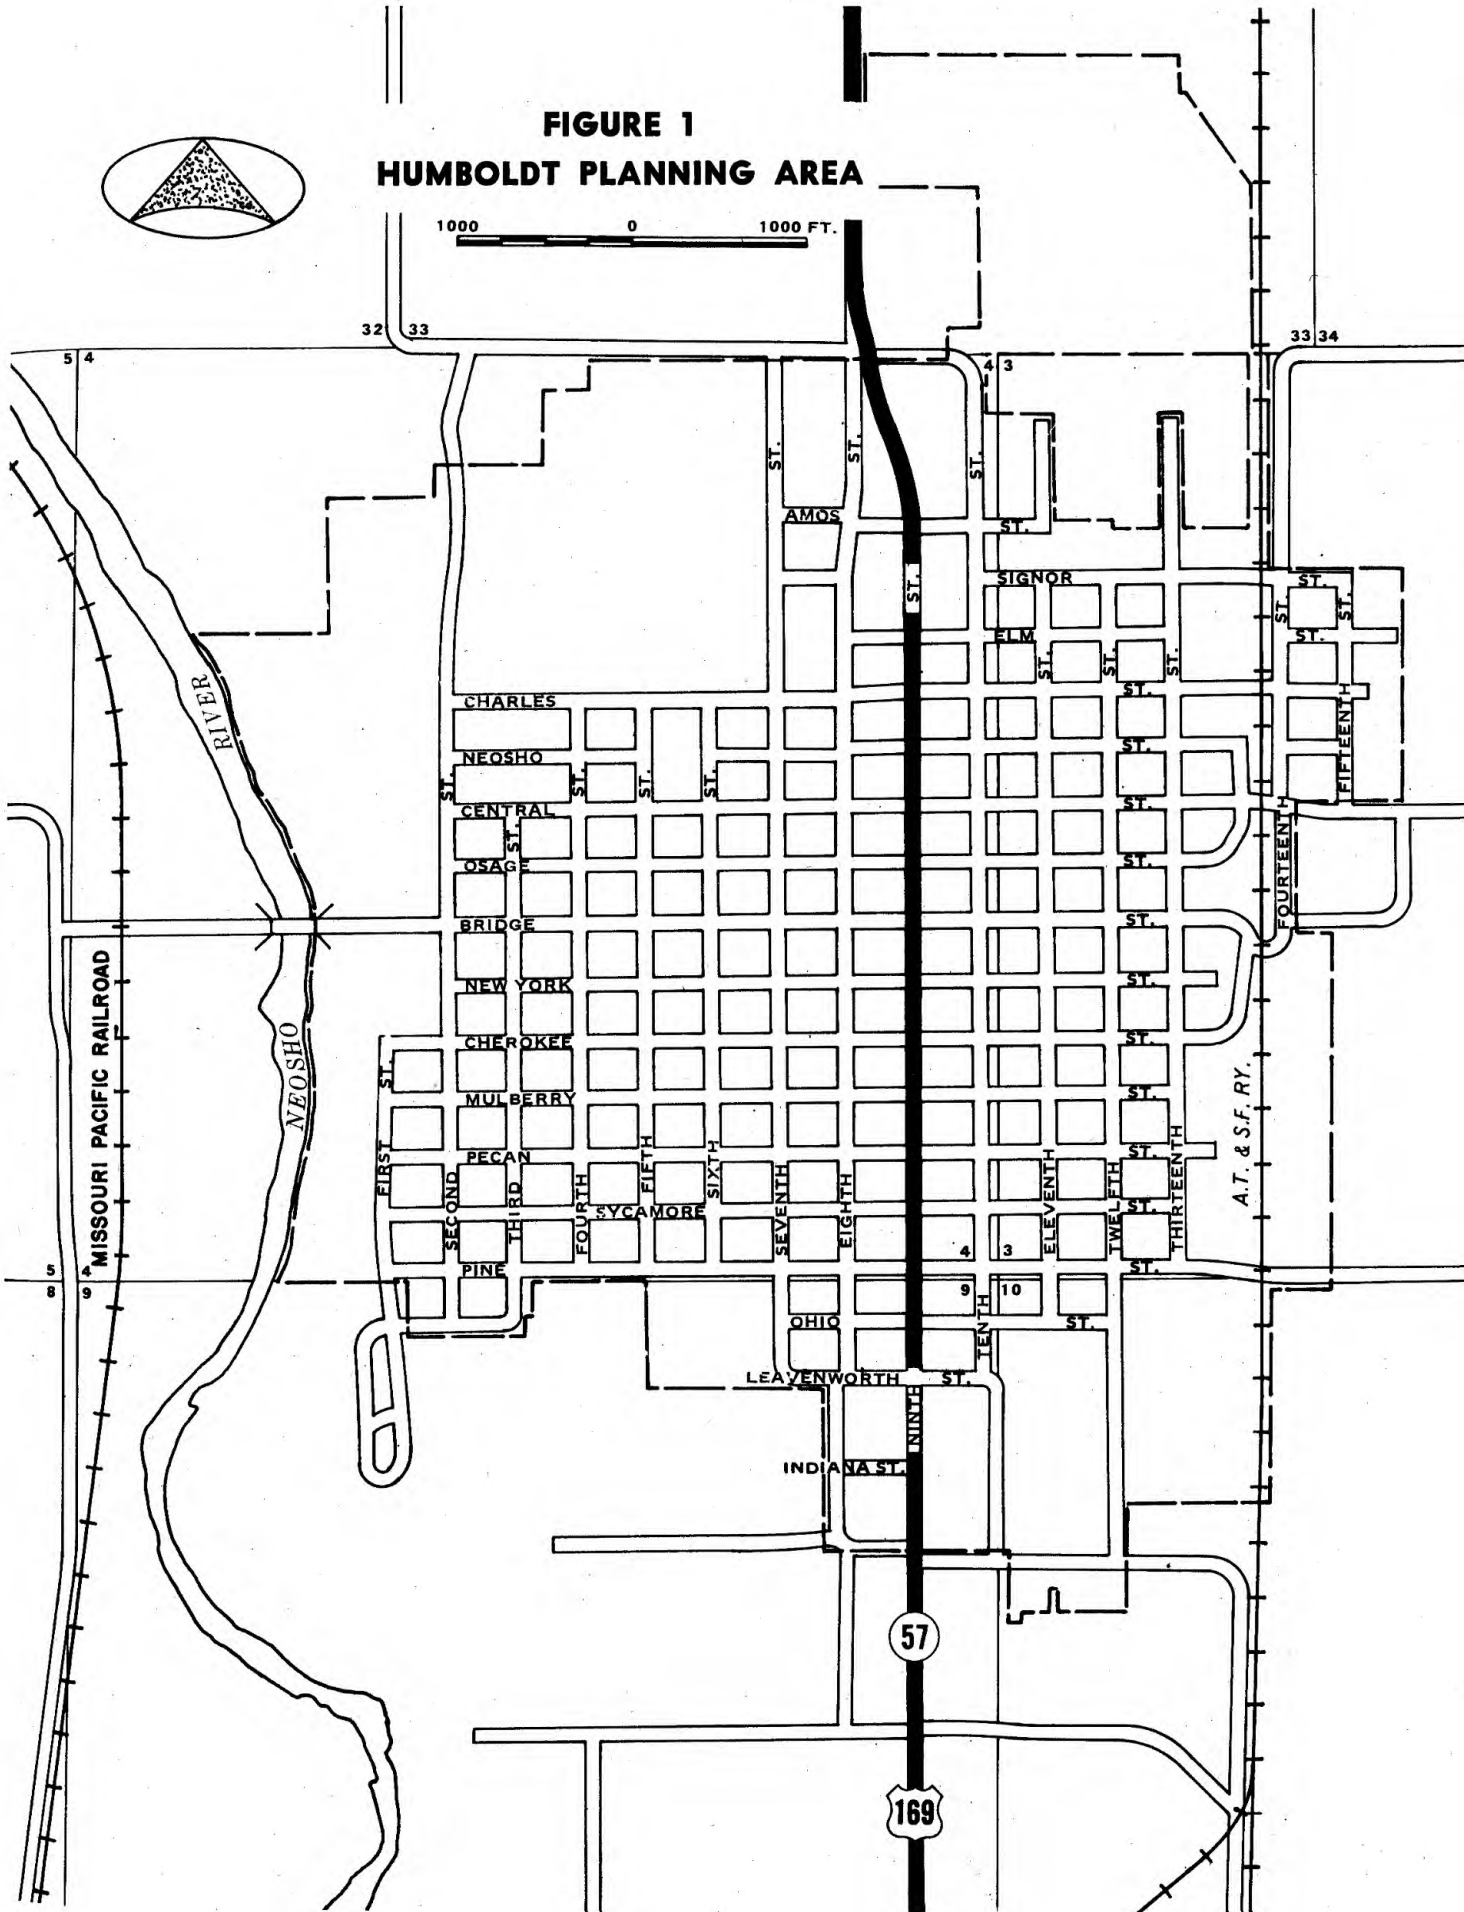 FIGURE 1
HUMBOLDT PLANNING AREA
1000 0 1000 FT.
32 33
33 34
5 4
4 3
ST.
ST.
ST.
AMOS ST.
ST.
SIGNOR ST.
ST.
ST.
ELM ST.
ST.
ST.
ST.
CHARLES ST.
NEOSHO ST.
ST.
ST.
ST.
ST.
CENTRAL ST.
ST.
OSAGE ST.
BRIDGE ST.
NEW YORK ST.
CHEROKEE ST.
ST.
MULBERRY ST.
PECAN ST.
SYCAMORE ST.
PINE ST.
OHIO ST.
LEAVENWORTH ST.
INDIANA ST.
FIRST
SECOND
THIRD
FOURTH
FIFTH
SIXTH
SEVENTH
EIGHTH
NINTH
TENTH
ELEVENTH
TWELFTH
THIRTEENTH
FOURTEENTH
FIFTEENTH
RIVER
NEOSHO
MISSOURI PACIFIC RAILROAD
A.T. & S.F. RY.
5 4
8 9
4 3
9 10
57
169